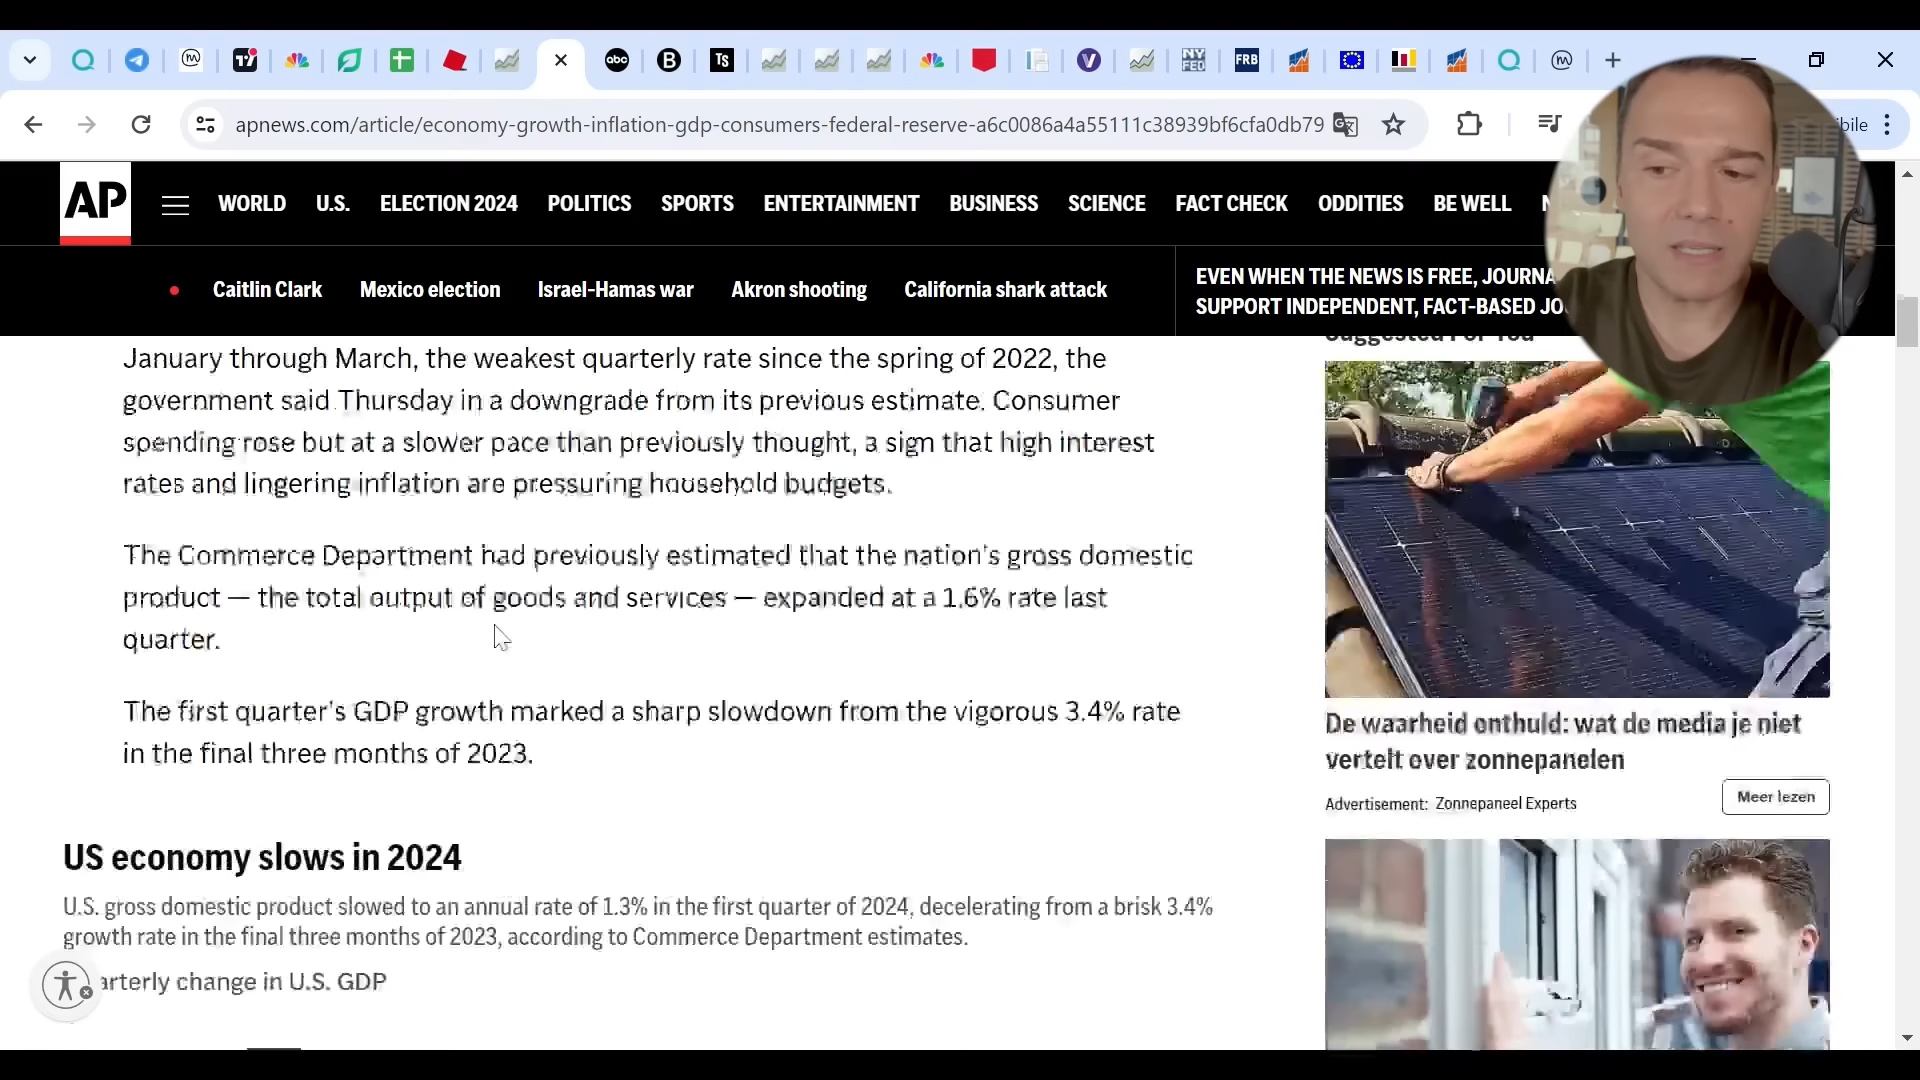 abc
B
TS
NY
FED
FRB
apnews.com/article/economy-growth-inflation-gdp-consumers-federal-reserve-a6c0086a4a55111c38939bf6cfa0db79
bile
AP
WORLD U.S. ELECTION 2024 POLITICS SPORTS ENTERTAINMENT BUSINESS SCIENCE FACT CHECK ODDITIES BE WELL
Caitlin Clark Mexico election Israel-Hamas war Akron shooting California shark attack
EVEN WHEN THE NEWS IS FREE, JOURNA
SUPPORT INDEPENDENT, FACT-BASED JO
Suggested For You
January through March, the weakest quarterly rate since the spring of 2022, the
government said Thursday in a downgrade from its previous estimate. Consumer
spending rose but at a slower pace than previously thought, a sign that high interest
rates and lingering inflation are pressuring household budgets.
The Commerce Department had previously estimated that the nation's gross domestic
product — the total output of goods and services — expanded at a 1.6% rate last
quarter.
The first quarter's GDP growth marked a sharp slowdown from the vigorous 3.4% rate
in the final three months of 2023.
De waarheid onthuld: wat de media je niet
vertelt over zonnepanelen
Advertisement: Zonnepaneel Experts
Meer lezen
US economy slows in 2024
U.S. gross domestic product slowed to an annual rate of 1.3% in the first quarter of 2024, decelerating from a brisk 3.4%
growth rate in the final three months of 2023, according to Commerce Department estimates.
arterly change in U.S. GDP